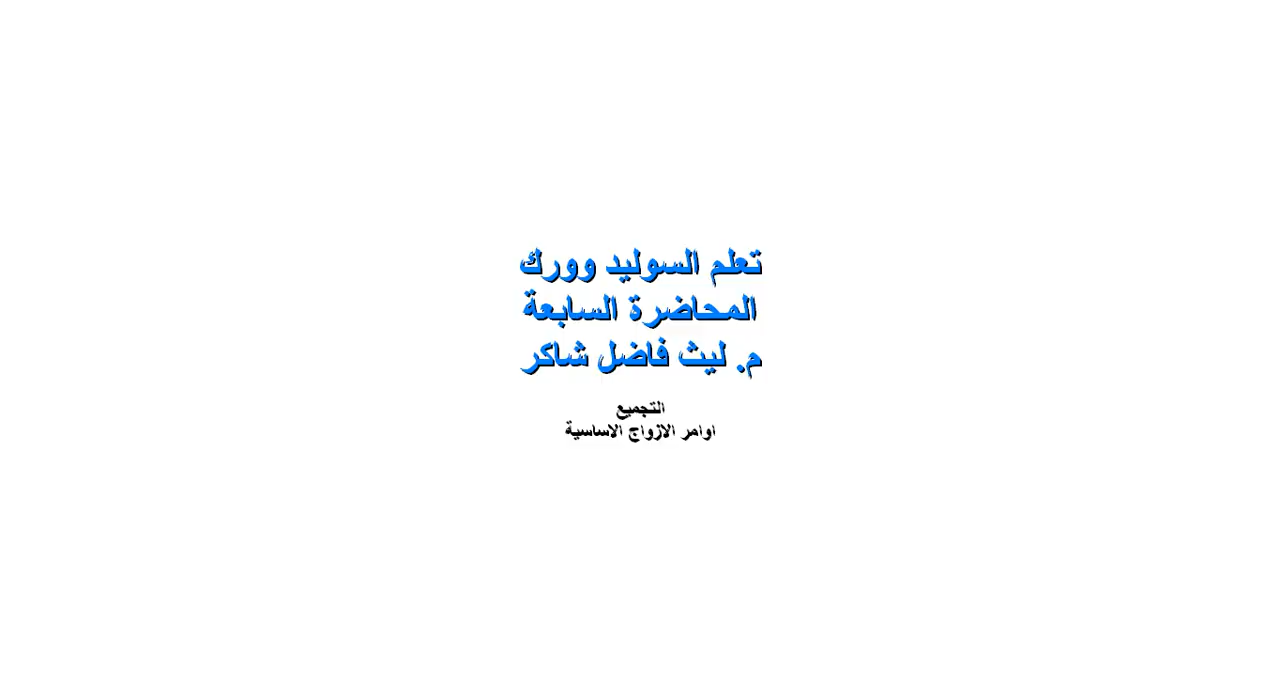 تعلم السوليد وورك
المحاضرة السابعة
م. ليث فاضل شاكر
التجميع
اوامر الازواج الاساسية